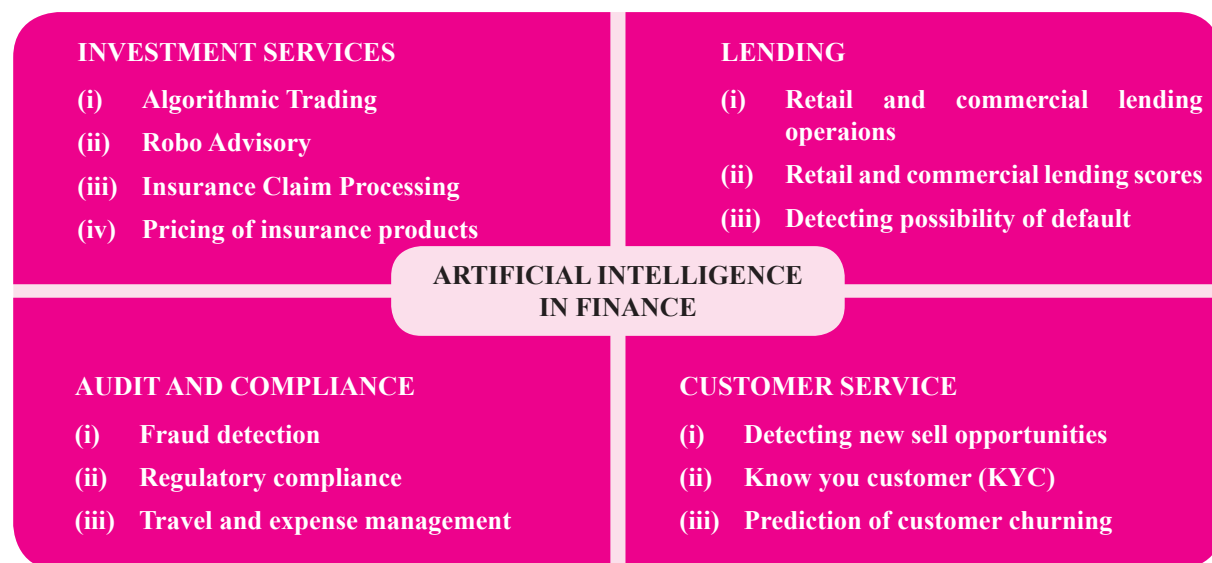 INVESTMENT SERVICES
(i) Algorithmic Trading
(ii) Robo Advisory
(iii) Insurance Claim Processing
(iv) Pricing of insurance products
LENDING
(i) Retail and commercial lending
operaions
(ii) Retail and commercial lending scores
(iii) Detecting possibility of default
ARTIFICIAL INTELLIGENCE
IN FINANCE
AUDIT AND COMPLIANCE
(i) Fraud detection
(ii) Regulatory compliance
(iii) Travel and expense management
CUSTOMER SERVICE
(i) Detecting new sell opportunities
(ii) Know you customer (KYC)
(iii) Prediction of customer churning